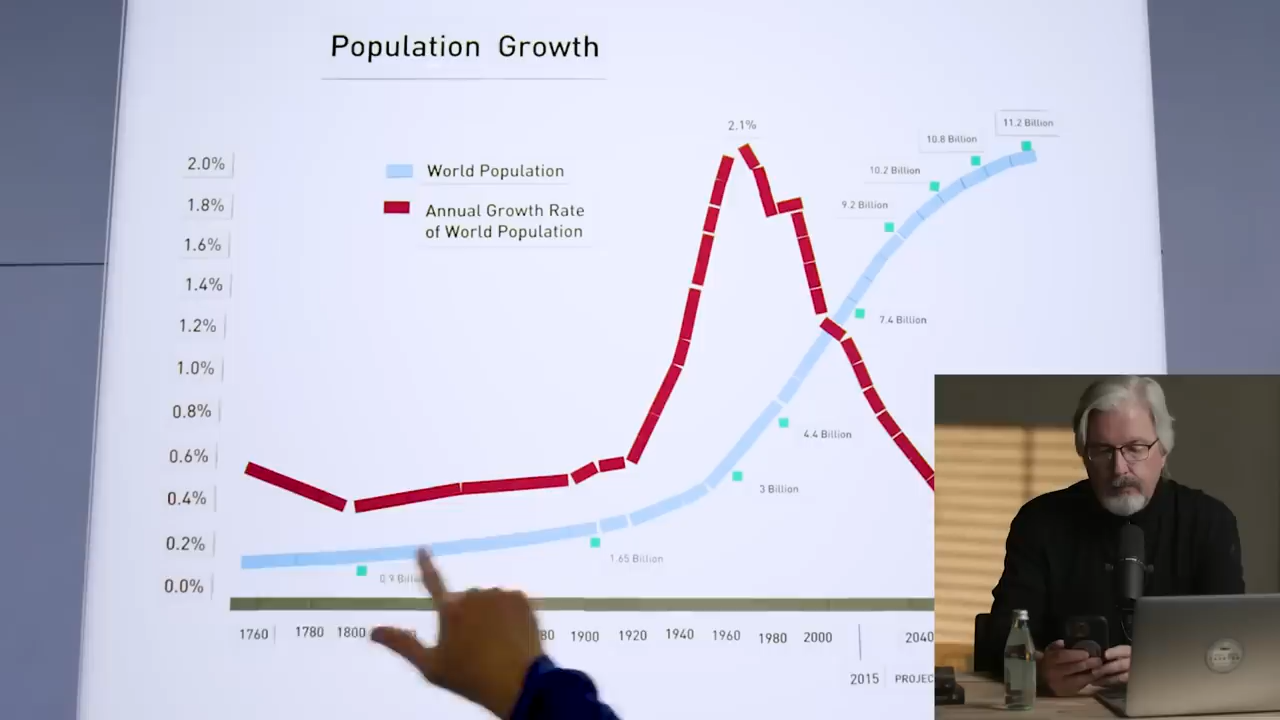 Population Growth
2.1%
11.2 Billion
10.8 Billion
10.2 Billion
9.2 Billion
2.0%
1.8%
1.6%
1.4%
1.2%
1.0%
0.8%
0.6%
0.4%
0.2%
0.0%
World Population
Annual Growth Rate
of World Population
7.4 Billion
4.4 Billion
3 Billion
1.65 Billion
0.9
1760
1780
1800
1900
1920
1940
1960
1980
2000
2040
2015